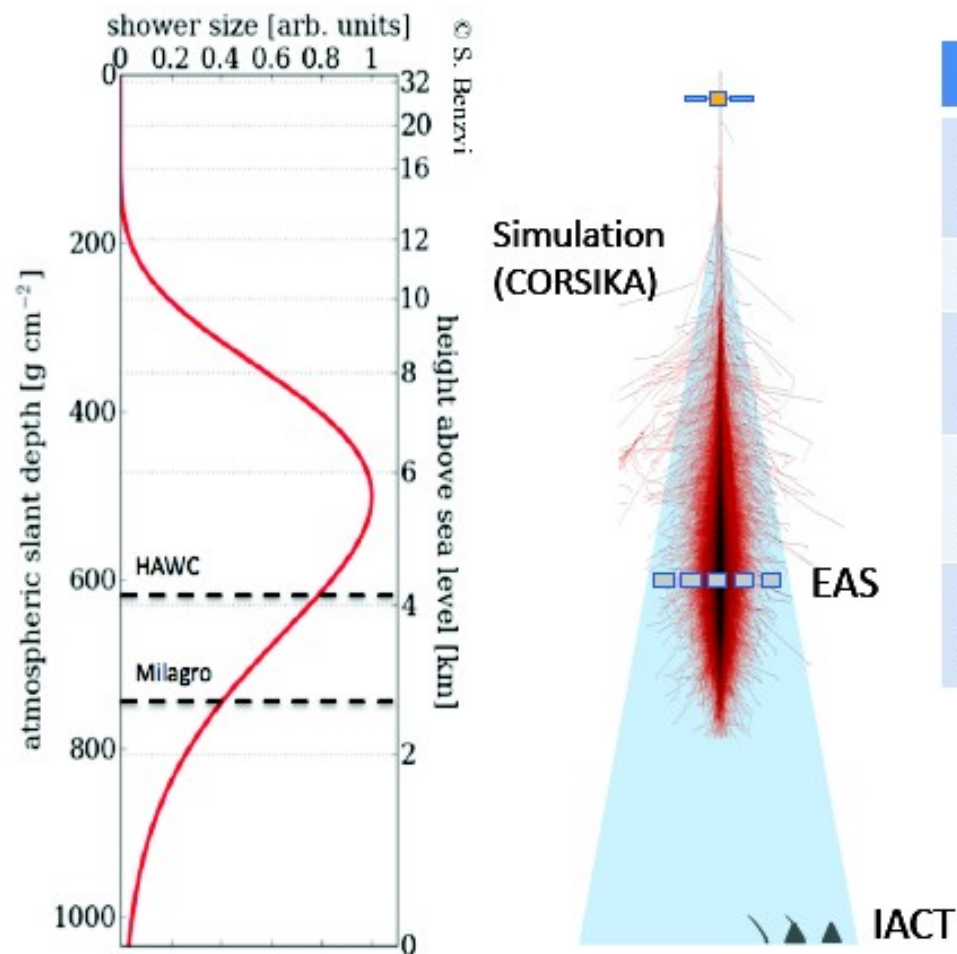 shower size [arb. units]
0 0.2 0.4 0.6 0.8 1
© S. Benzvi
atmospheric slant depth [g cm⁻²]
0
200
400
600
800
1000
32
20
16
12
10
8
6
4
2
0
height above sea level [km]
HAWC
Milagro
Simulation
(CORSIKA)
EAS
IACT